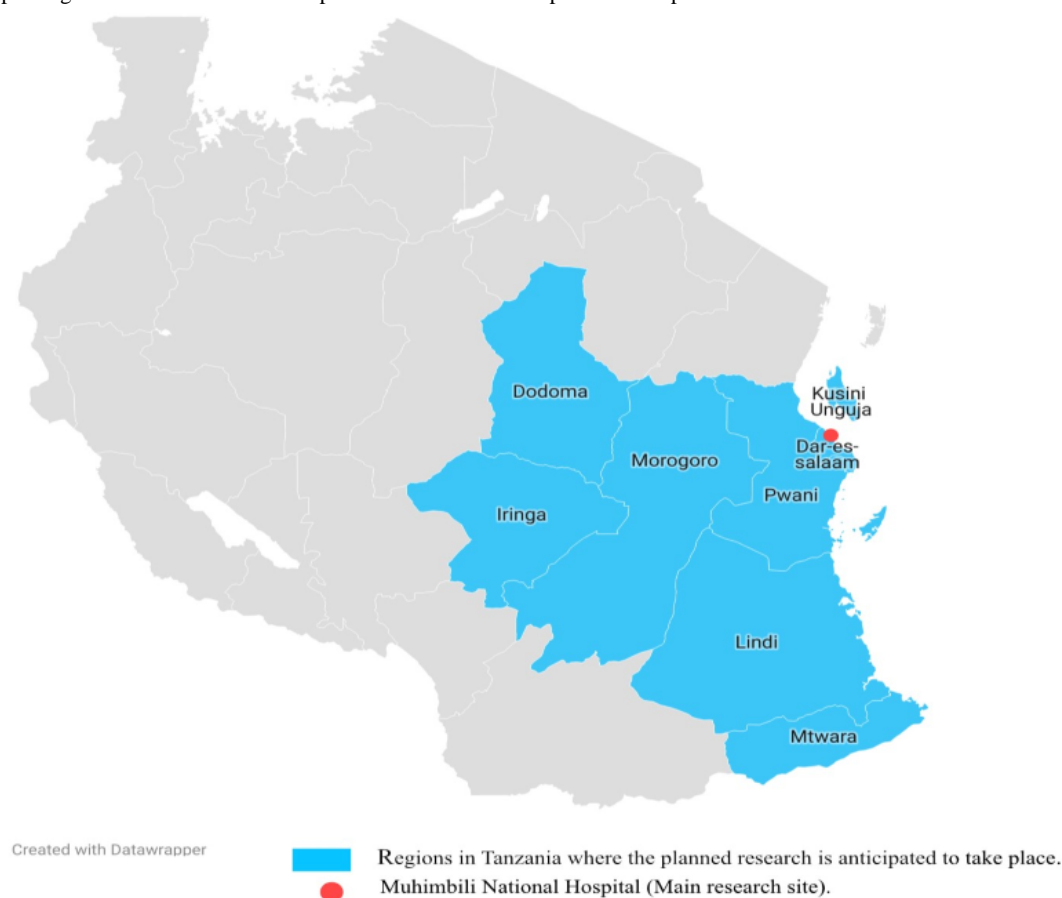 Dodoma
Kusini
Unguja
Morogoro
Dar-es-
salaam
Pwani
Iringa
Lindi
Mtwara
Created with Datawrapper
Regions in Tanzania where the planned research is anticipated to take place.
Muhimbili National Hospital (Main research site).